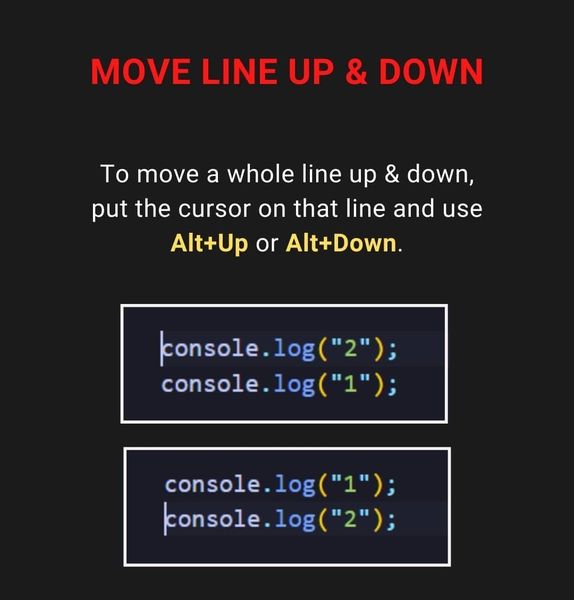 MOVE LINE UP & DOWN
To move a whole line up & down,
put the cursor on that line and use
Alt+Up or Alt+Down.
console.log("2");
console.log("1");
console.log("1");
console.log("2");